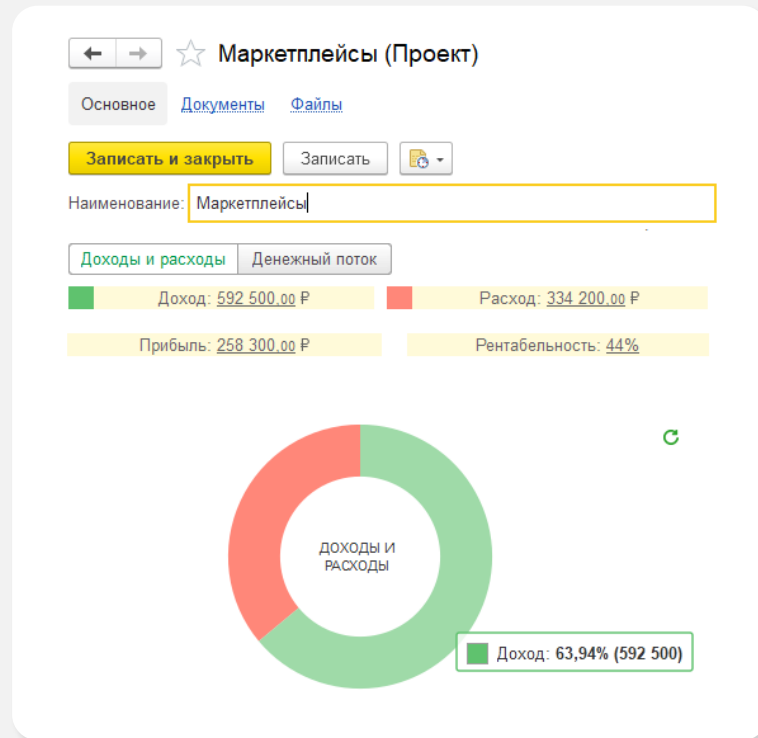 Маркетплейсы (Проект)
Основное Документы Файлы
Записать и закрыть Записать
Наименование: Маркетплейсы
Доходы и расходы Денежный поток
Доход: 592 500,00 ₽ Расход: 334 200,00 ₽
Прибыль: 258 300,00 ₽ Рентабельность: 44%
ДОХОДЫ И
РАСХОДЫ
Доход: 63,94% (592 500)